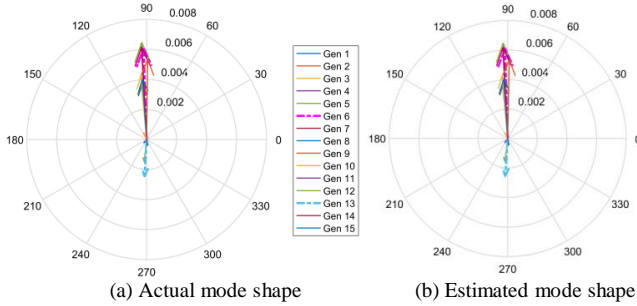 90
0.008
120
60
0.006
150
0.004
30
0.002
180
0
210
330
240
300
270
Gen 1
Gen 2
Gen 3
Gen 4
Gen 5
Gen 6
Gen 7
Gen 8
Gen 9
Gen 10
Gen 11
Gen 12
Gen 13
Gen 14
Gen 15
90
0.008
120
60
0.006
150
0.004
30
0.002
180
0
210
330
240
300
270
(a) Actual mode shape
(b) Estimated mode shape